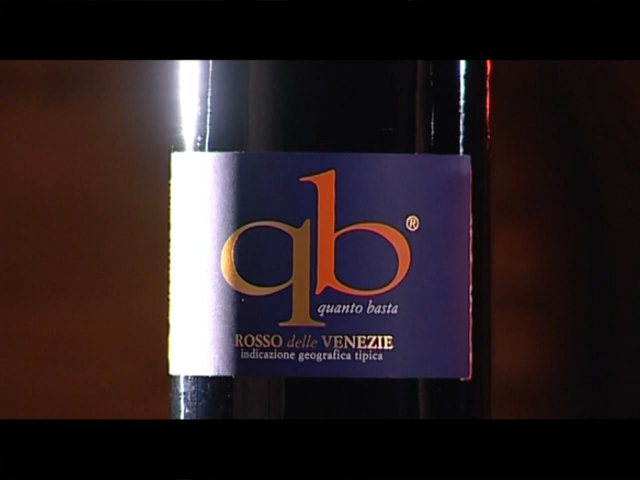 qb®
quanto basta
ROSSO delle VENEZIE
indicazione geografica tipica